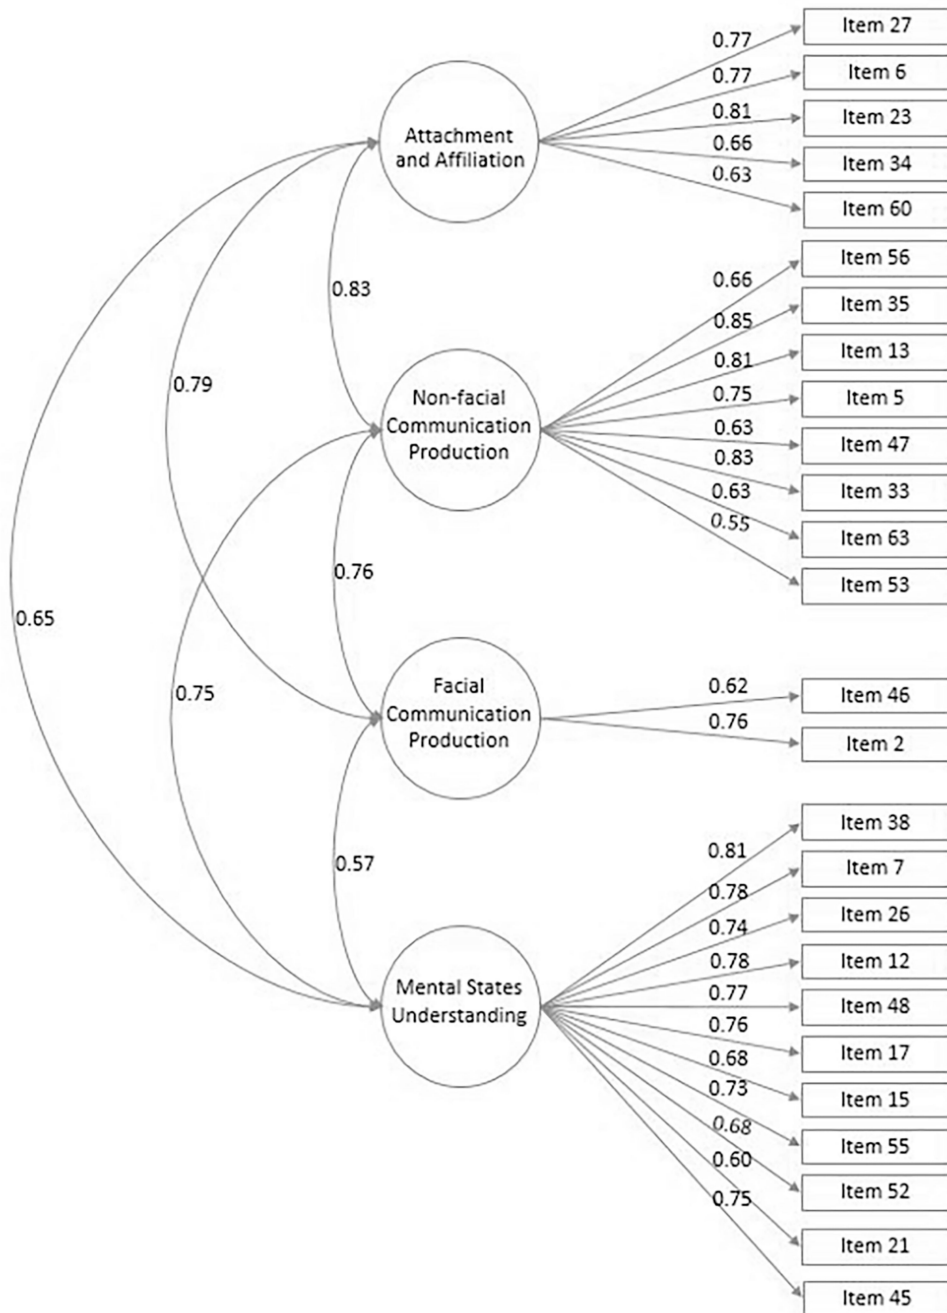 Attachment
and Affiliation
0.77
0.77
0.81
0.66
0.63
Item 27
Item 6
Item 23
Item 34
Item 60
0.83
0.79
Non-facial
Communication
Production
0.66
0.85
0.81
0.75
0.63
0.83
0.63
0.55
Item 56
Item 35
Item 13
Item 5
Item 47
Item 33
Item 63
Item 53
0.76
0.65
0.75
Facial
Communication
Production
0.62
0.76
Item 46
Item 2
0.57
Mental States
Understanding
0.81
0.78
0.74
0.78
0.77
0.76
0.68
0.73
0.68
0.60
0.75
Item 38
Item 7
Item 26
Item 12
Item 48
Item 17
Item 15
Item 55
Item 52
Item 21
Item 45